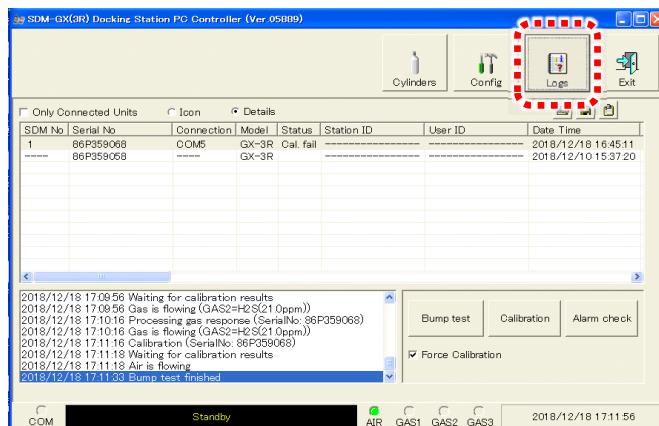 SDM-GX(3R) Docking Station PC Controller (Ver.05889)
Cylinders Config Logs Exit
Only Connected Units Icon Details
SDM No Serial No Connection Model Status Station ID User ID Date Time
1 86P359068 COM5 GX-3R Cal. fail ----------------- ----------------- 2018/12/18 16:45:11
---- 86P359058 ---- GX-3R ----------------- ----------------- 2018/12/10 15:37:20
2018/12/18 17:09:56 Waiting for calibration results
2018/12/18 17:09:56 Gas is flowing (GAS2=H2S(21.0ppm))
2018/12/18 17:10:16 Processing gas response (SerialNo: 86P359068)
2018/12/18 17:10:16 Gas is flowing (GAS2=H2S(21.0ppm))
2018/12/18 17:11:16 Calibration (SerialNo: 86P359068)
2018/12/18 17:11:18 Waiting for calibration results
2018/12/18 17:11:18 Air is flowing
2018/12/18 17:11:33 Bump test finished
Bump test Calibration Alarm check
Force Calibration
COM Standby AIR GAS1 GAS2 GAS3 2018/12/18 17:11:56